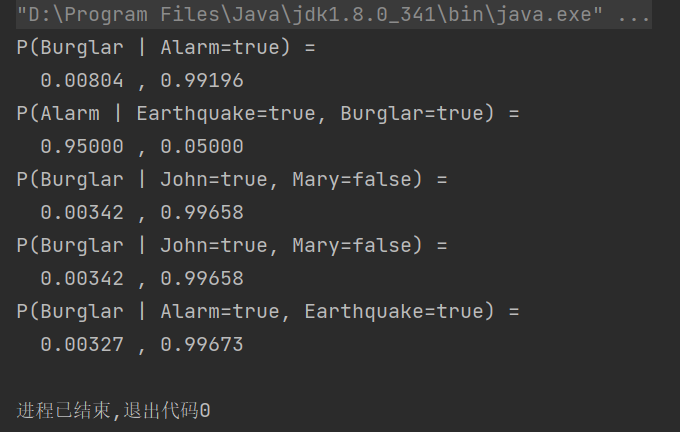 "D:\Program Files\Java\jdk1.8.0_341\bin\java.exe" ...
P(Burglar | Alarm=true) =
0.00804 , 0.99196
P(Alarm | Earthquake=true, Burglar=true) =
0.95000 , 0.05000
P(Burglar | John=true, Mary=false) =
0.00342 , 0.99658
P(Burglar | John=true, Mary=false) =
0.00342 , 0.99658
P(Burglar | Alarm=true, Earthquake=true) =
0.00327 , 0.99673
进程已结束,退出代码0